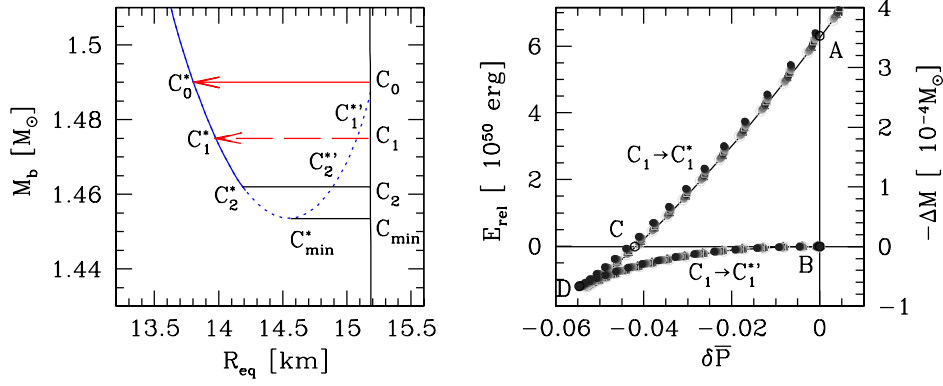 1.5
1.48
1.46
1.44
M_b [M_⊙]
C_0^*
C_0
C_1^*'
C_1^*
C_1
C_2^*'
C_2^*
C_2
C_min^*
C_min
13.5 14 14.5 15 15.5
R_eq [km]
6
4
2
0
E_rel [ 10^50 erg]
A
C_1→C_1^*
C
B
C_1→C_1^*'
D
4
3
2
1
0
−1
−ΔM [ 10^-4 M_⊙]
−0.06 −0.04 −0.02 0
δP̅